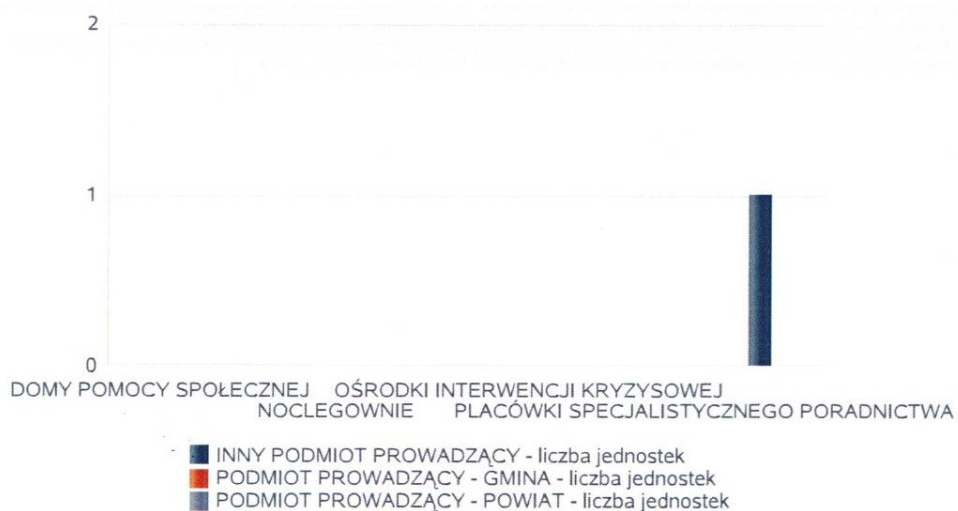 2
1
0
DOMY POMOCY SPOŁECZNEJ OŚRODKI INTERWENCJI KRYZYSOWEJ
NOCLEGOWNIE PLACÓWKI SPECJALISTYCZNEGO PORADNICTWA
INNY PODMIOT PROWADZĄCY - liczba jednostek
PODMIOT PROWADZĄCY - GMINA - liczba jednostek
PODMIOT PROWADZĄCY - POWIAT - liczba jednostek